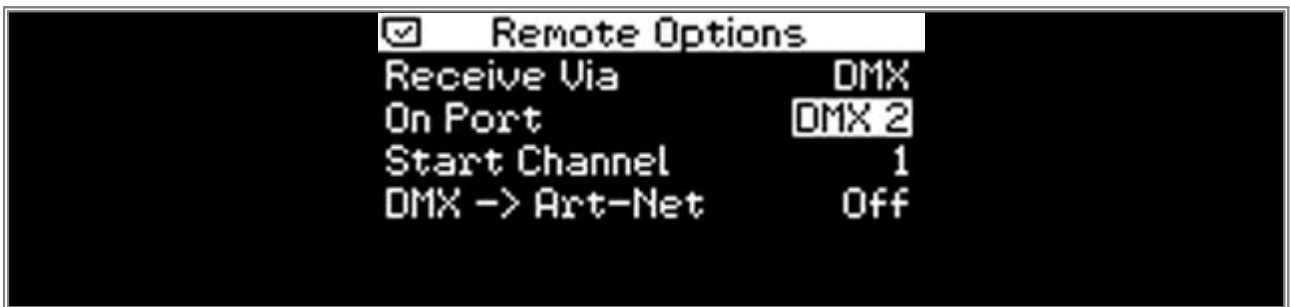 Remote Options
Receive Via DMX
On Port DMX 2
Start Channel 1
DMX -> Art-Net Off